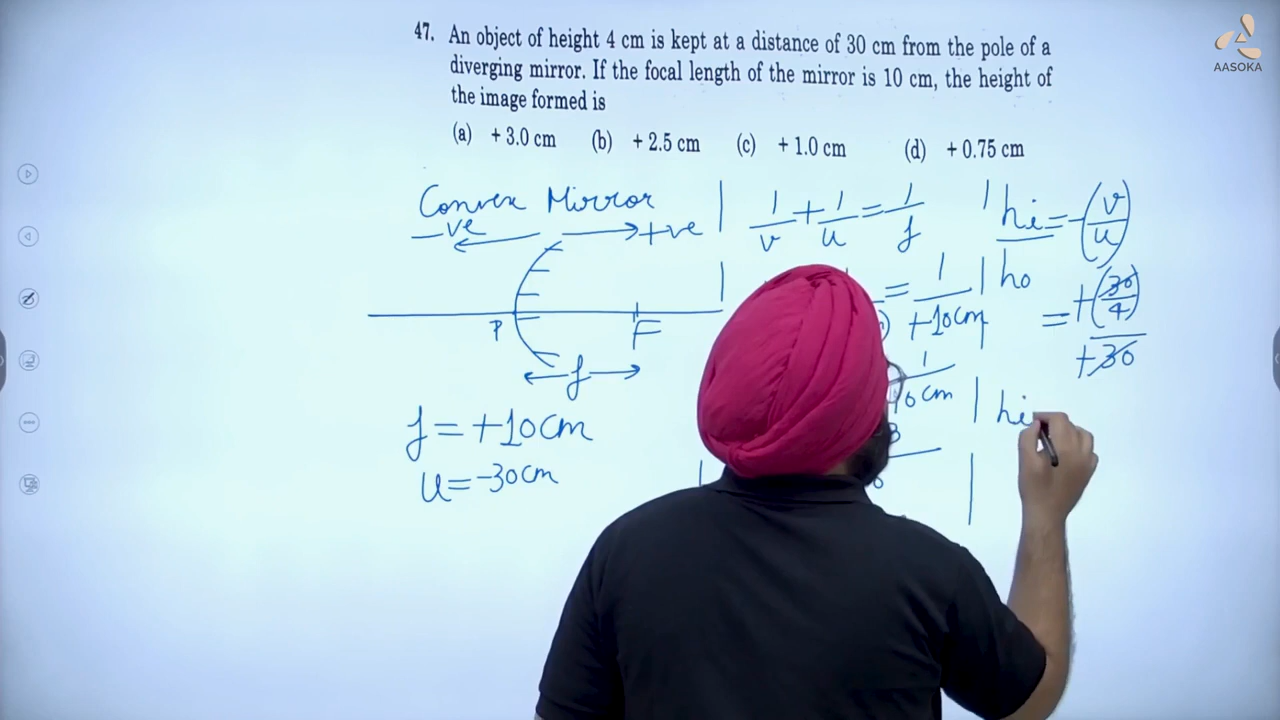 AASOKA
47. An object of height 4 cm is kept at a distance of 30 cm from the pole of a
diverging mirror. If the focal length of the mirror is 10 cm, the height of
the image formed is
(a) + 3.0 cm (b) + 2.5 cm (c) + 1.0 cm (d) + 0.75 cm
Convex Mirror
-ve +ve
P F
f
f = +10cm
u = -30cm
1/v + 1/u = 1/f
= 1/+10cm
hi/ho = -(v/u)
= +(30/4)/+30
hi